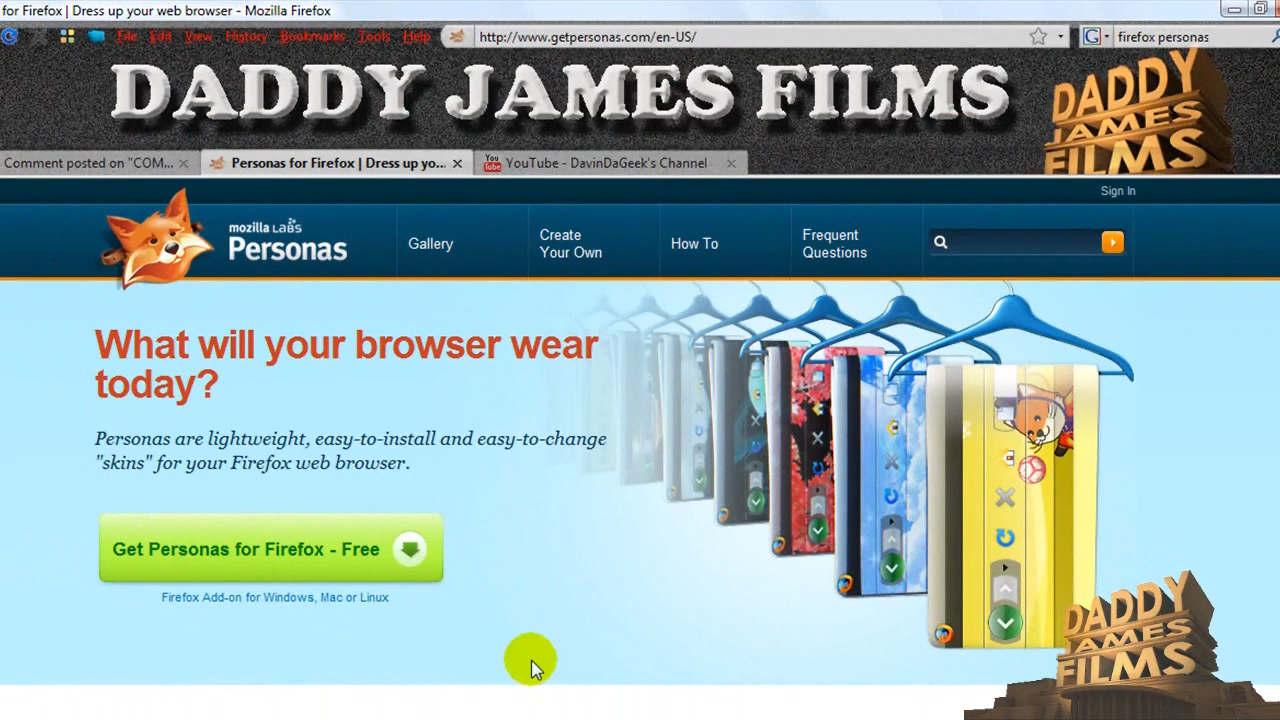 for Firefox | Dress up your web browser - Mozilla Firefox
File Edit View History Bookmarks Tools Help
http://www.getpersonas.com/en-US/
firefox personas
DADDY JAMES FILMS
DADDY
JAMES
FILMS
Comment posted on "COM...
Personas for Firefox | Dress up yo...
YouTube - DavinDaGeek's Channel
Sign In
mozilla LABS
Personas
Gallery
Create
Your Own
How To
Frequent
Questions
What will your browser wear
today?
Personas are lightweight, easy-to-install and easy-to-change
"skins" for your Firefox web browser.
Get Personas for Firefox - Free
Firefox Add-on for Windows, Mac or Linux
DADDY
JAMES
FILMS